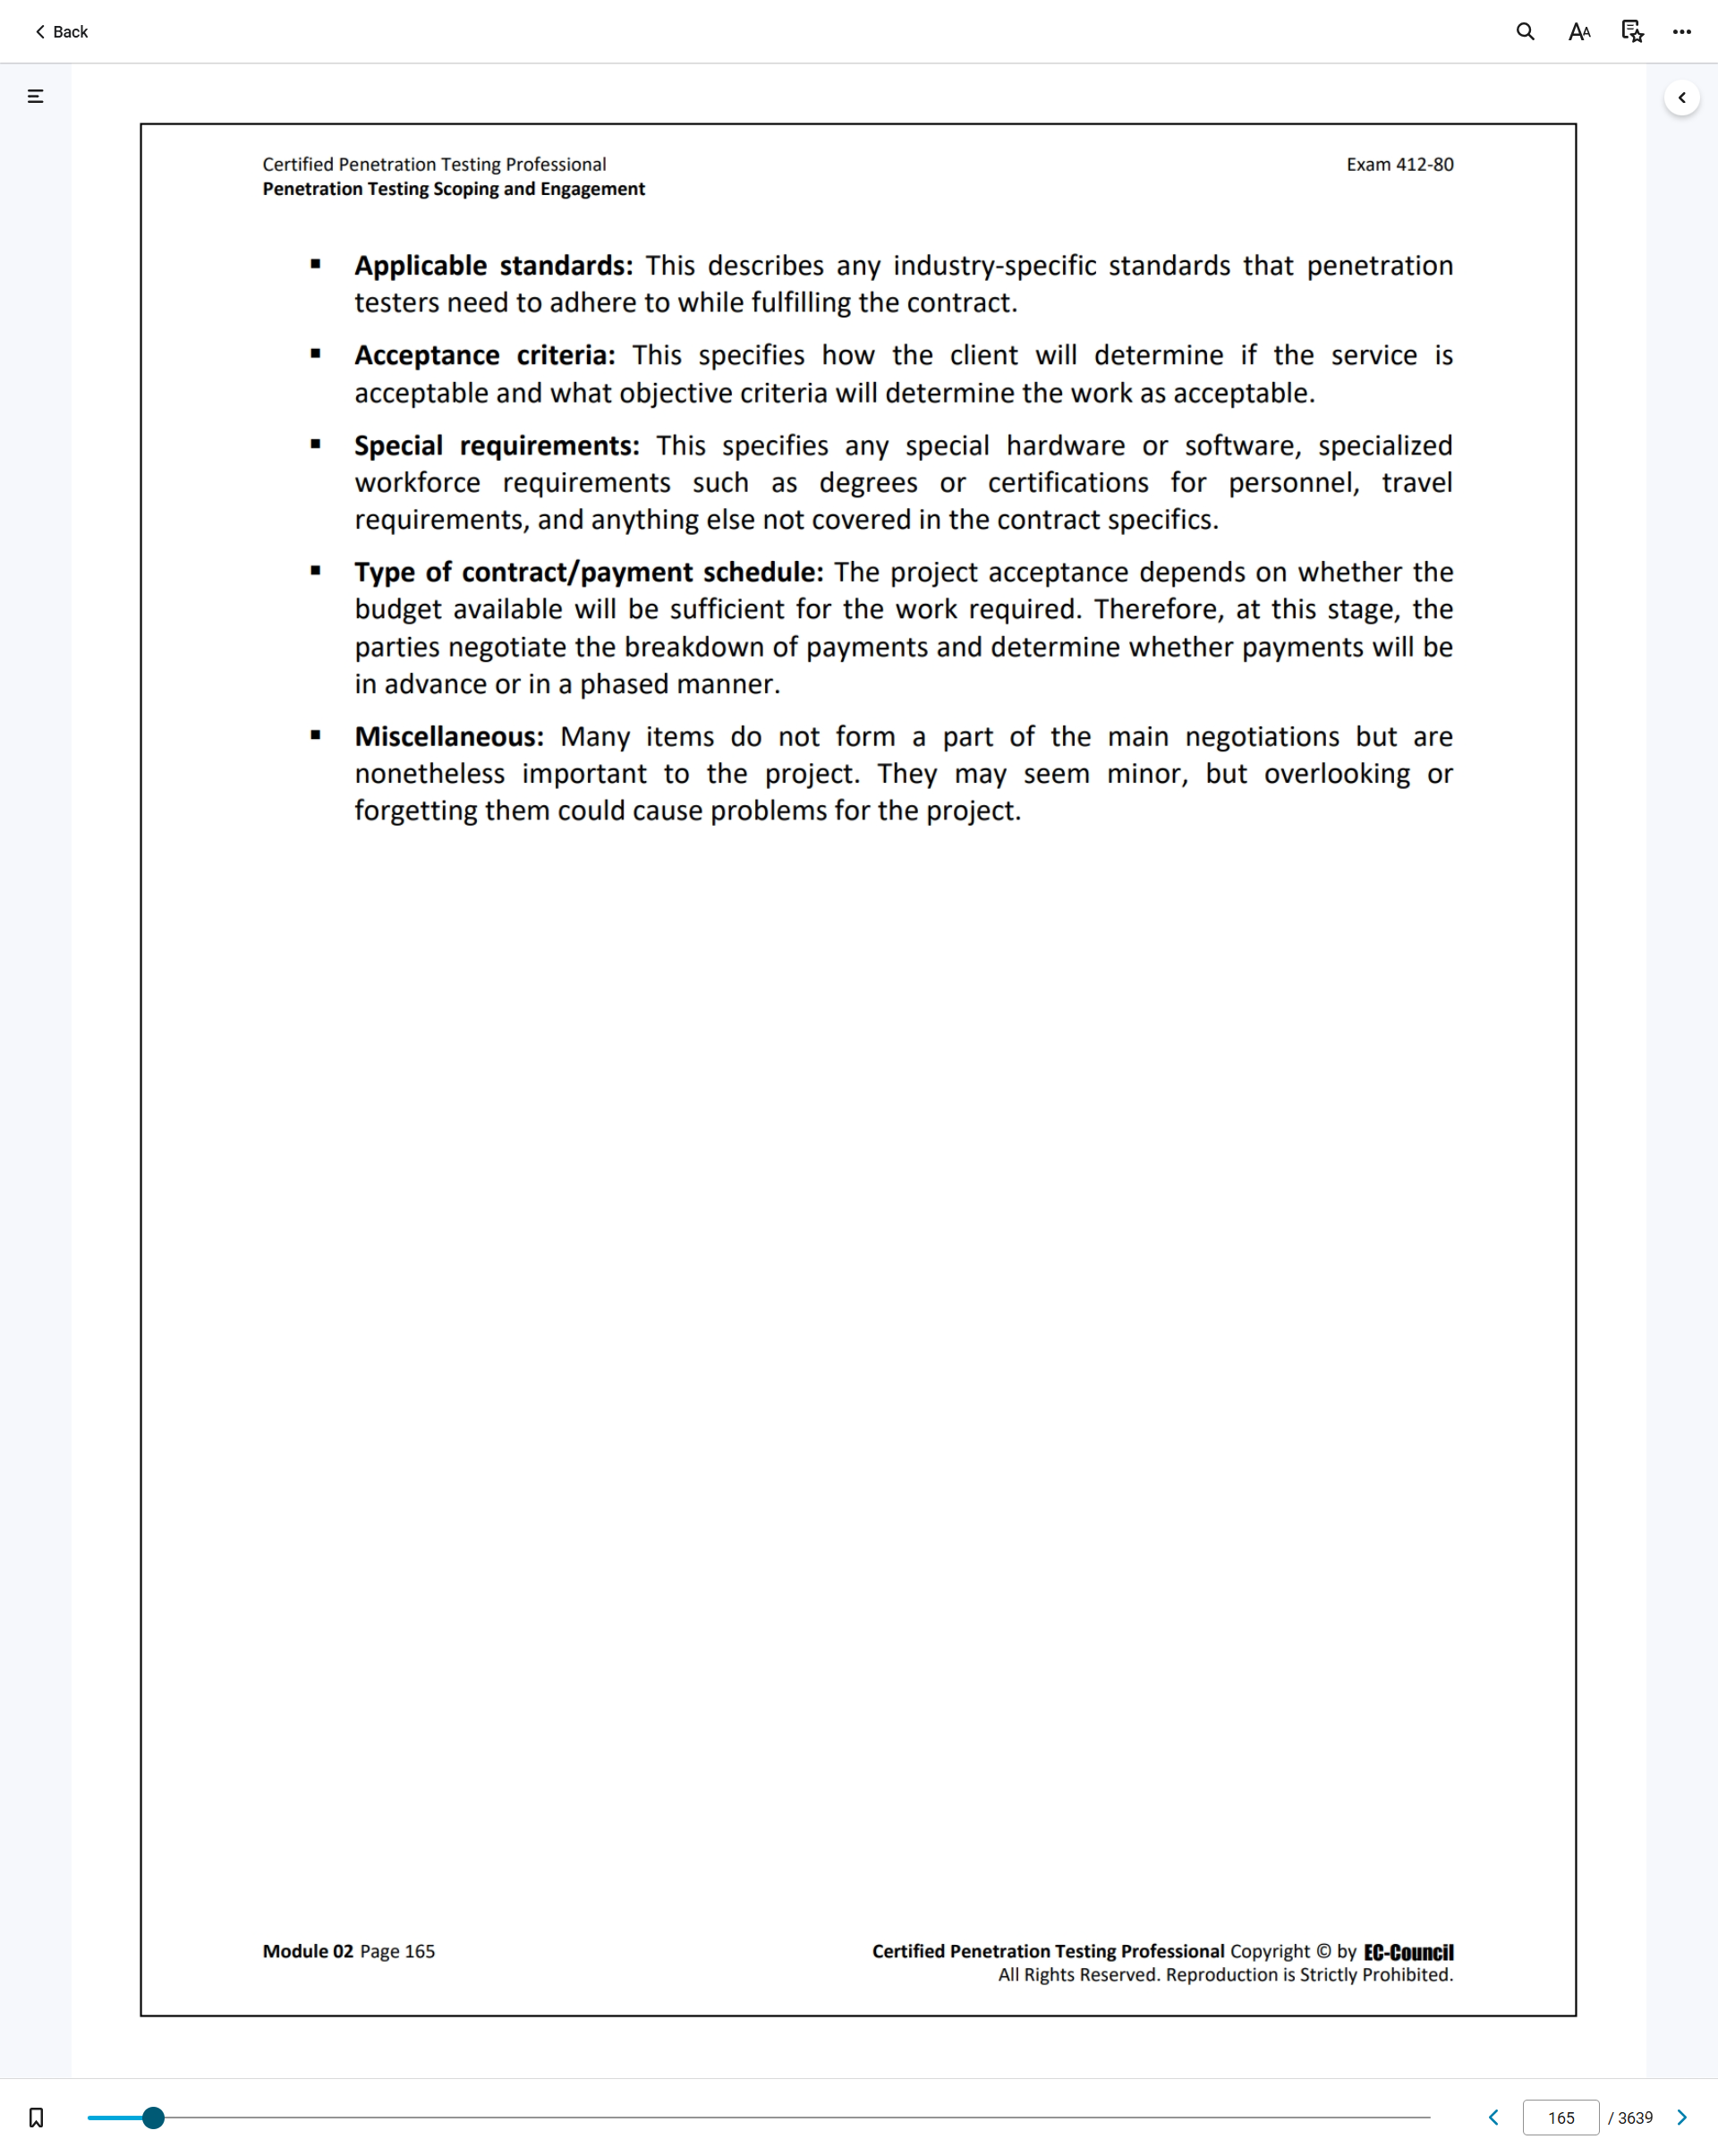 Back
Certified Penetration Testing Professional Exam 412-80
Penetration Testing Scoping and Engagement
▪ Applicable standards: This describes any industry-specific standards that penetration
testers need to adhere to while fulfilling the contract.
▪ Acceptance criteria: This specifies how the client will determine if the service is
acceptable and what objective criteria will determine the work as acceptable.
▪ Special requirements: This specifies any special hardware or software, specialized
workforce requirements such as degrees or certifications for personnel, travel
requirements, and anything else not covered in the contract specifics.
▪ Type of contract/payment schedule: The project acceptance depends on whether the
budget available will be sufficient for the work required. Therefore, at this stage, the
parties negotiate the breakdown of payments and determine whether payments will be
in advance or in a phased manner.
▪ Miscellaneous: Many items do not form a part of the main negotiations but are
nonetheless important to the project. They may seem minor, but overlooking or
forgetting them could cause problems for the project.
Module 02 Page 165 Certified Penetration Testing Professional Copyright © by EC-Council
All Rights Reserved. Reproduction is Strictly Prohibited.
165 / 3639